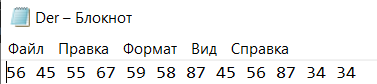 Der – Блокнот
Файл Правка Формат Вид Справка
56 45 55 67 59 58 87 45 56 87 34 34